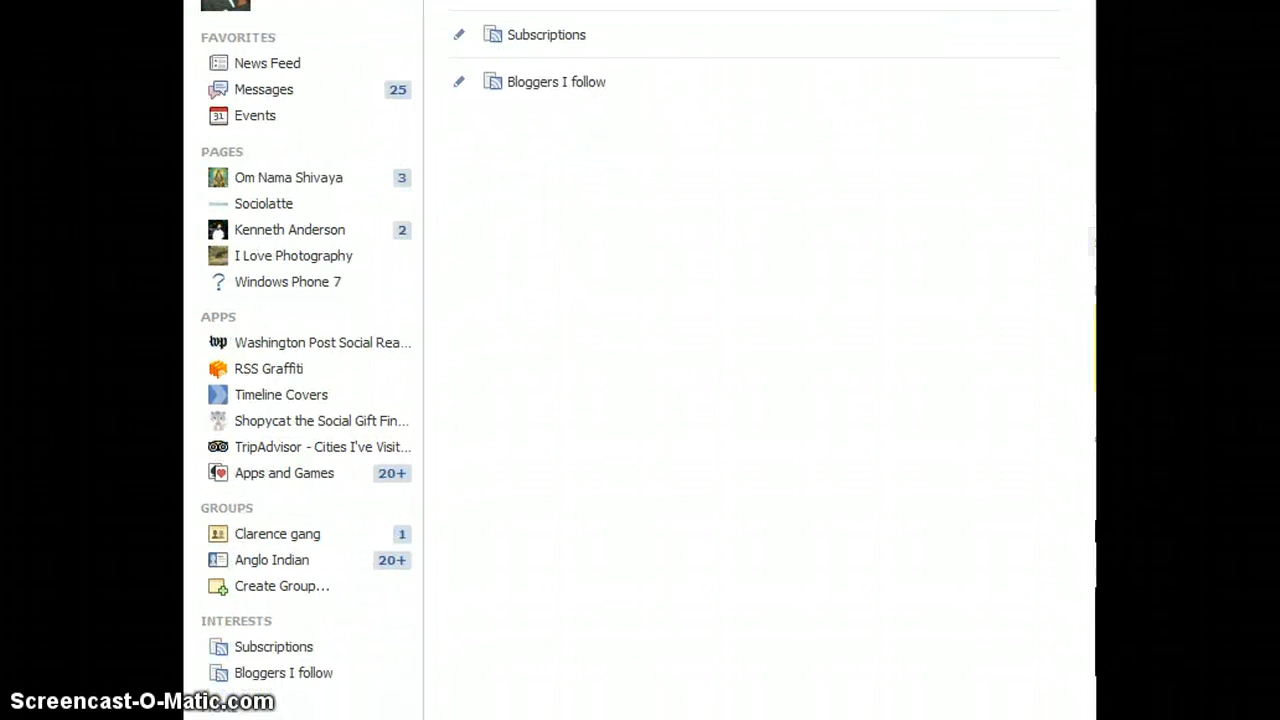 FAVORITES
News Feed
Messages 25
Events
PAGES
Om Nama Shivaya 3
Sociolatte
Kenneth Anderson 2
I Love Photography
Windows Phone 7
APPS
Washington Post Social Rea...
RSS Graffiti
Timeline Covers
Shopycat the Social Gift Fin...
TripAdvisor - Cities I've Visit...
Apps and Games 20+
GROUPS
Clarence gang 1
Anglo Indian 20+
Create Group...
INTERESTS
Subscriptions
Bloggers I follow
Subscriptions
Bloggers I follow
Screencast-O-Matic.com